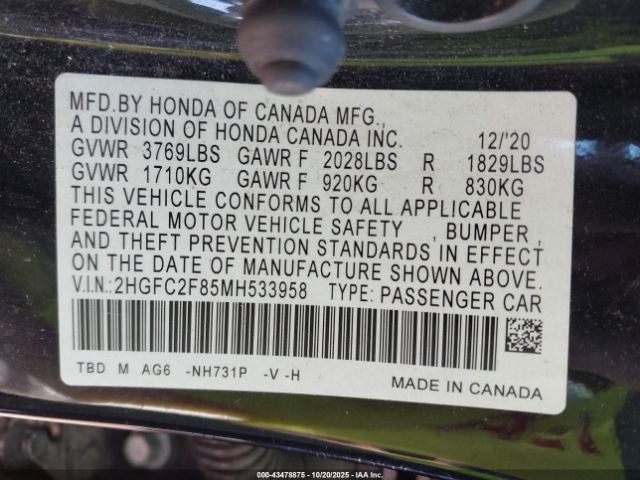 MFD.BY HONDA OF CANADA MFG.,
A DIVISION OF HONDA CANADA INC. 12/'20
GVWR 3769LBS GAWR F 2028LBS R 1829LBS
GVWR 1710KG GAWR F 920KG R 830KG
THIS VEHICLE CONFORMS TO ALL APPLICABLE
FEDERAL MOTOR VEHICLE SAFETY , BUMPER ,
AND THEFT PREVENTION STANDARDS IN EFFECT
ON THE DATE OF MANUFACTURE SHOWN ABOVE.
V.I.N.:2HGFC2F85MH533958 TYPE: PASSENGER CAR
TBD M AG6 -NH731P -V -H
MADE IN CANADA
000-43478875 | 10/20/2025 | IAA Inc.